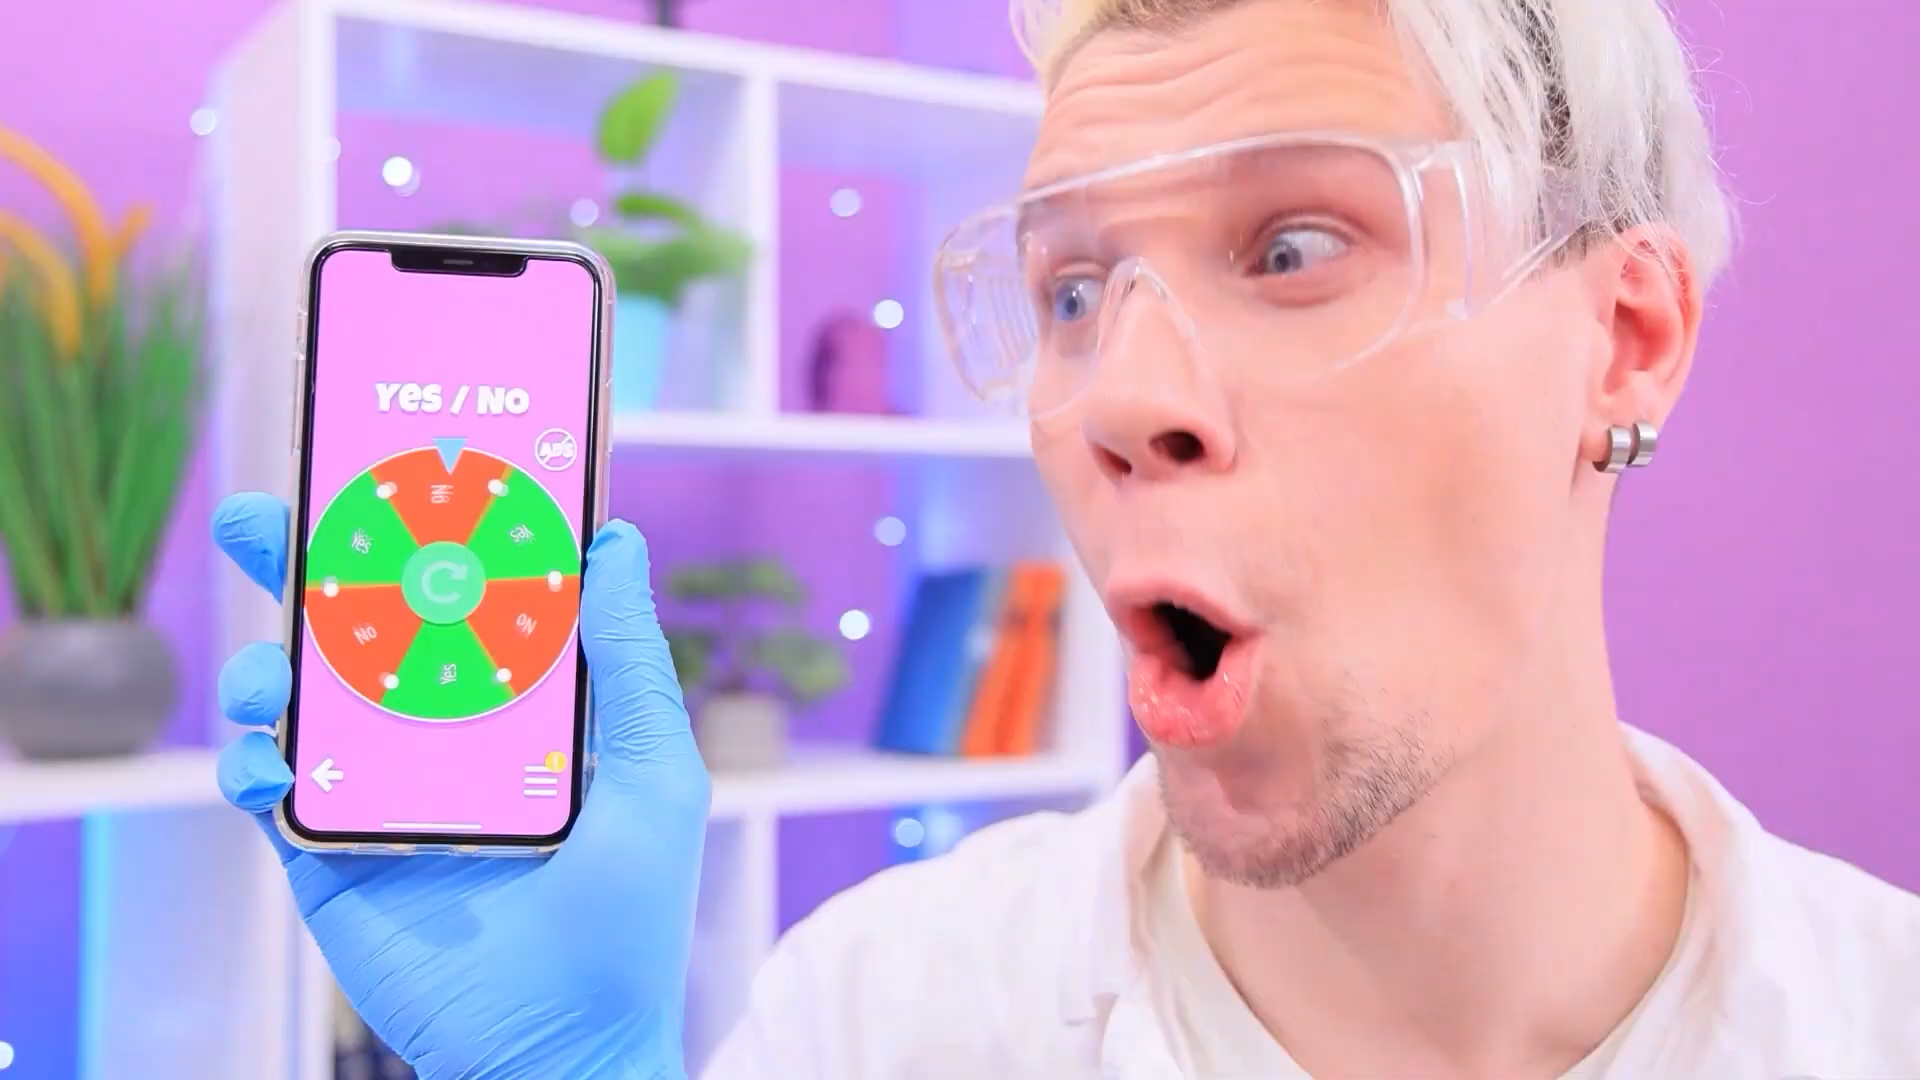 Yes / No
ADS
No
Yes
Yes
No
No
Yes
!